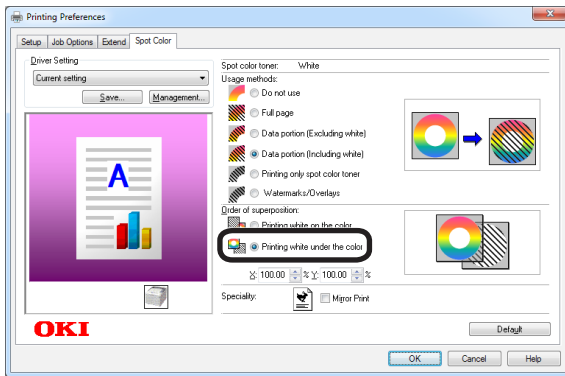 Printing Preferences
Setup Job Options Extend Spot Color
Driver Setting
Current setting
Save... Management...
A
OKI
Spot color toner: White
Usage methods:
Do not use
Full page
Data portion (Excluding white)
Data portion (Including white)
Printing only spot color toner
Watermarks/Overlays
Order of superposition:
Printing white on the color
Printing white under the color
X: 100.00 % Y: 100.00 %
Speciality: Mirror Print
Default
OK Cancel Help